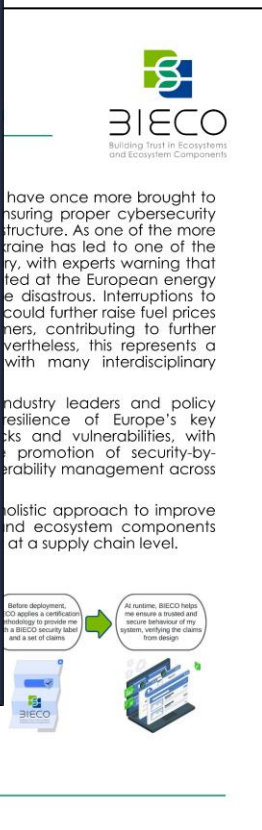 BIECO
Building Trust in Ecosystems
and Ecosystem Components
have once more brought to
nsuring proper cybersecurity
structure. As one of the more
kraine has led to one of the
ry, with experts warning that
ted at the European energy
e disastrous. Interruptions to
could further raise fuel prices
ners, contributing to further
vertheless, this represents a
with many interdisciplinary
ndustry leaders and policy
resilience of Europe's key
cks and vulnerabilities, with
promotion of security-by-
erability management across
holistic approach to improve
nd ecosystem components
at a supply chain level.
Before deployment,
ECO applies a certification
ethodology to provide me
h a BIECO security label
and a set of claims
At runtime, BIECO helps
me ensure a trusted and
secure behaviour of my
system, verifying the claims
from design
BIECO